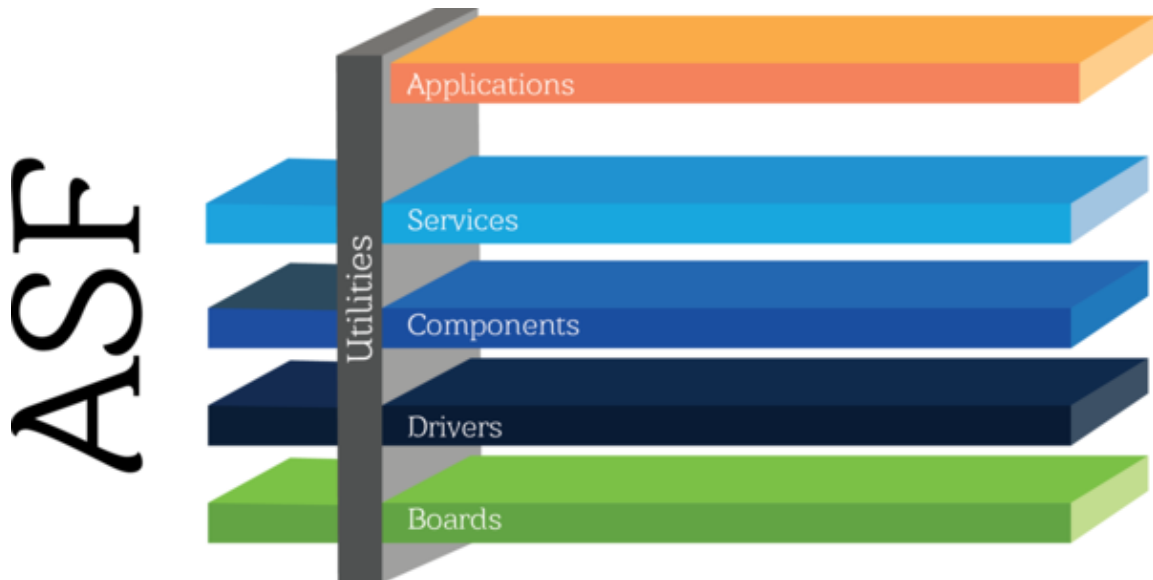 ASF
Utilities
Applications
Services
Components
Drivers
Boards